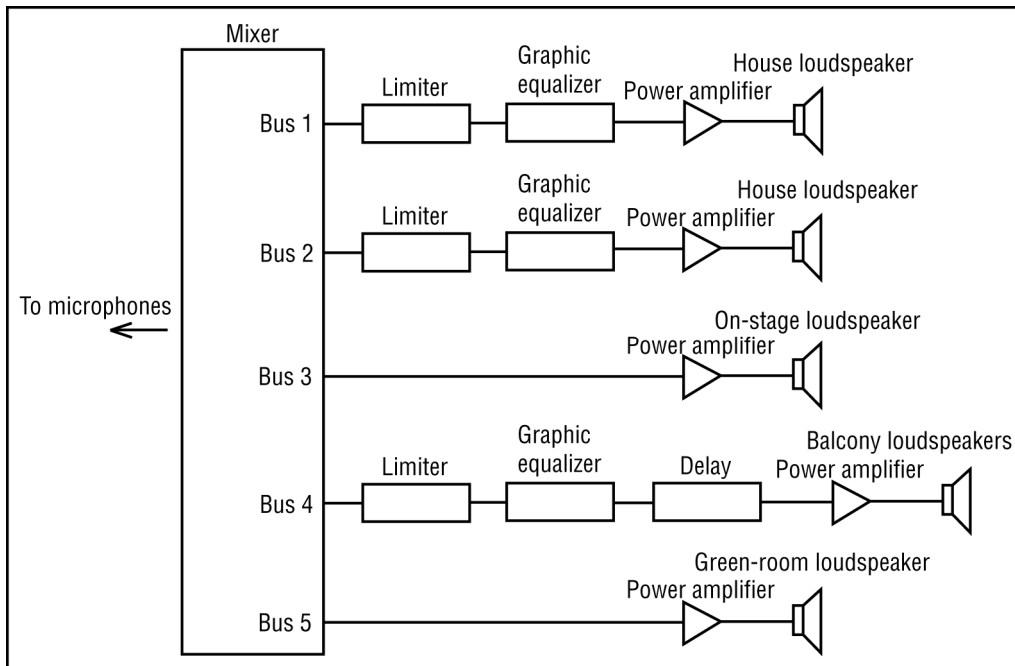 Mixer
Bus 1
Limiter
Graphic
equalizer
Power amplifier
House loudspeaker
Bus 2
Limiter
Graphic
equalizer
Power amplifier
House loudspeaker
To microphones
Bus 3
Power amplifier
On-stage loudspeaker
Bus 4
Limiter
Graphic
equalizer
Delay
Power amplifier
Balcony loudspeakers
Bus 5
Power amplifier
Green-room loudspeaker